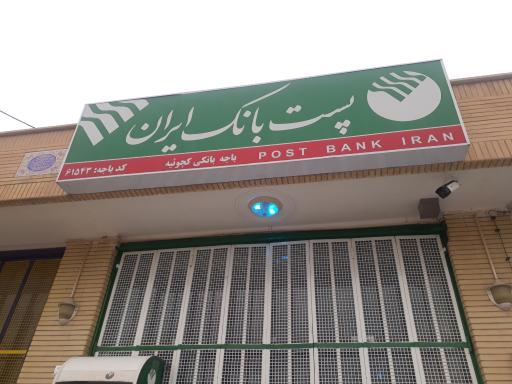 پست بانک ایران
POST BANK IRAN باجه بانکی کجوئیه کد باجه: ۶۱۵۴۳